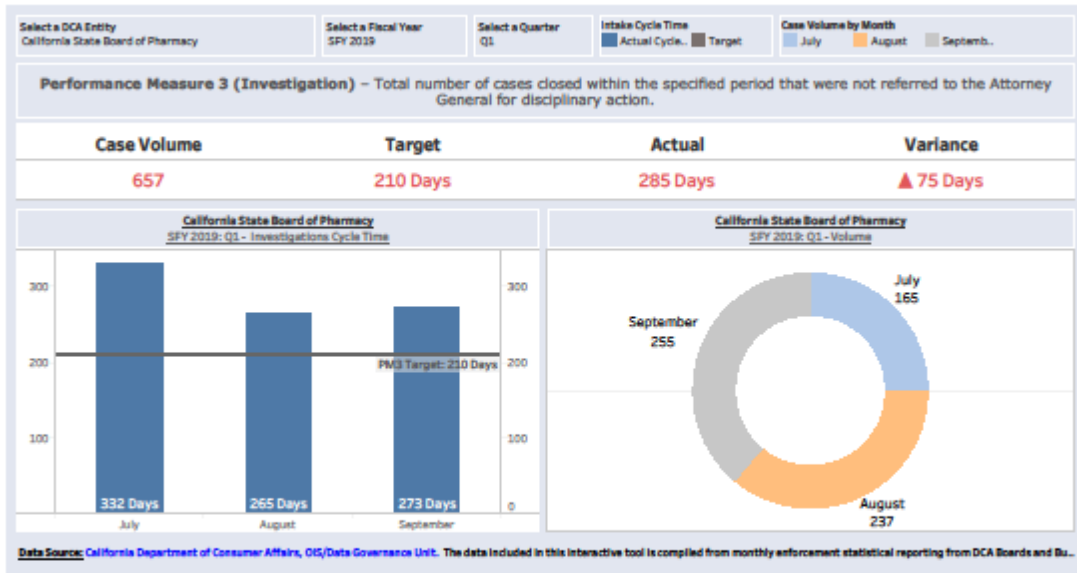 Select a DCA Entity
California State Board of Pharmacy
Select a Fiscal Year
SFY 2019
Select a Quarter
Q1
Intake Cycle Time
Actual Cycle.. Target
Case Volume by Month
July August Septemb..
Performance Measure 3 (Investigation) – Total number of cases closed within the specified period that were not referred to the Attorney
General for disciplinary action.
Case Volume Target Actual Variance
657 210 Days 285 Days ▲ 75 Days
California State Board of Pharmacy
SFY 2019: Q1 - Investigations Cycle Time
300 300
200 200
PM3 Target: 210 Days
100 100
0
332 Days 265 Days 273 Days
July August September
California State Board of Pharmacy
SFY 2019: Q1 - Volume
July
165
September
255
August
237
Data Source: California Department of Consumer Affairs, OIS/Data Governance Unit. The data included in this interactive tool is compiled from monthly enforcement statistical reporting from DCA Boards and Bu..